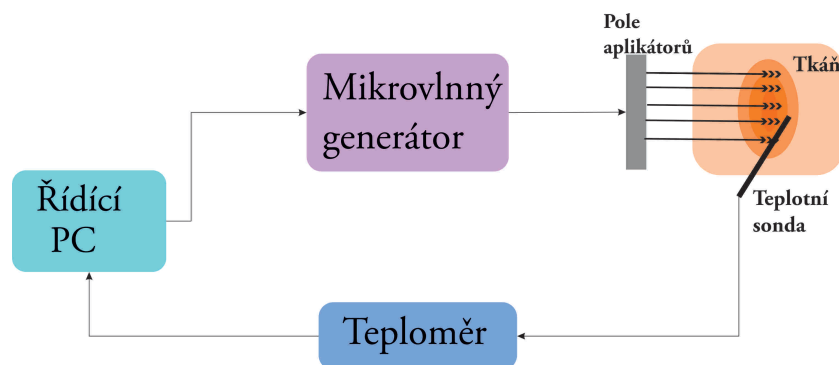 Pole
aplikátorů
Tkáň
Mikrovlnný
generátor
Řídící
PC
Teplotní
sonda
Teploměr